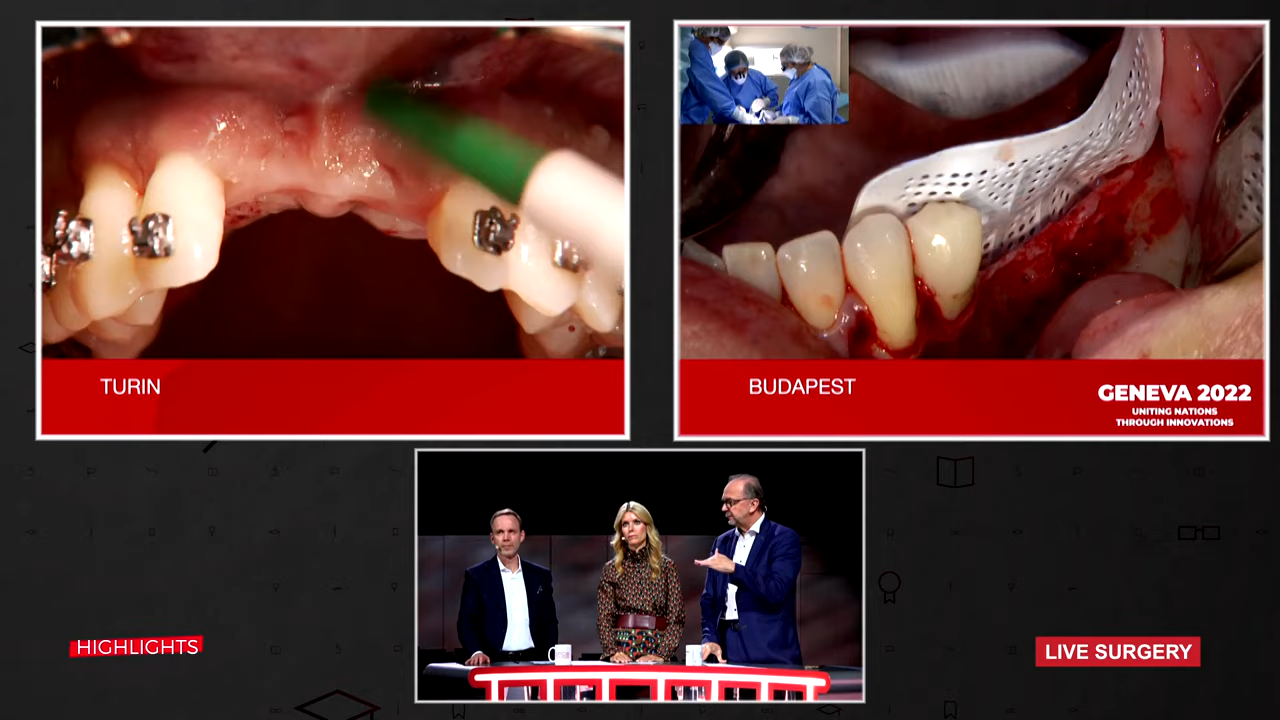 TURIN
BUDAPEST
GENEVA 2022
UNITING NATIONS
THROUGH INNOVATIONS
HIGHLIGHTS
LIVE SURGERY